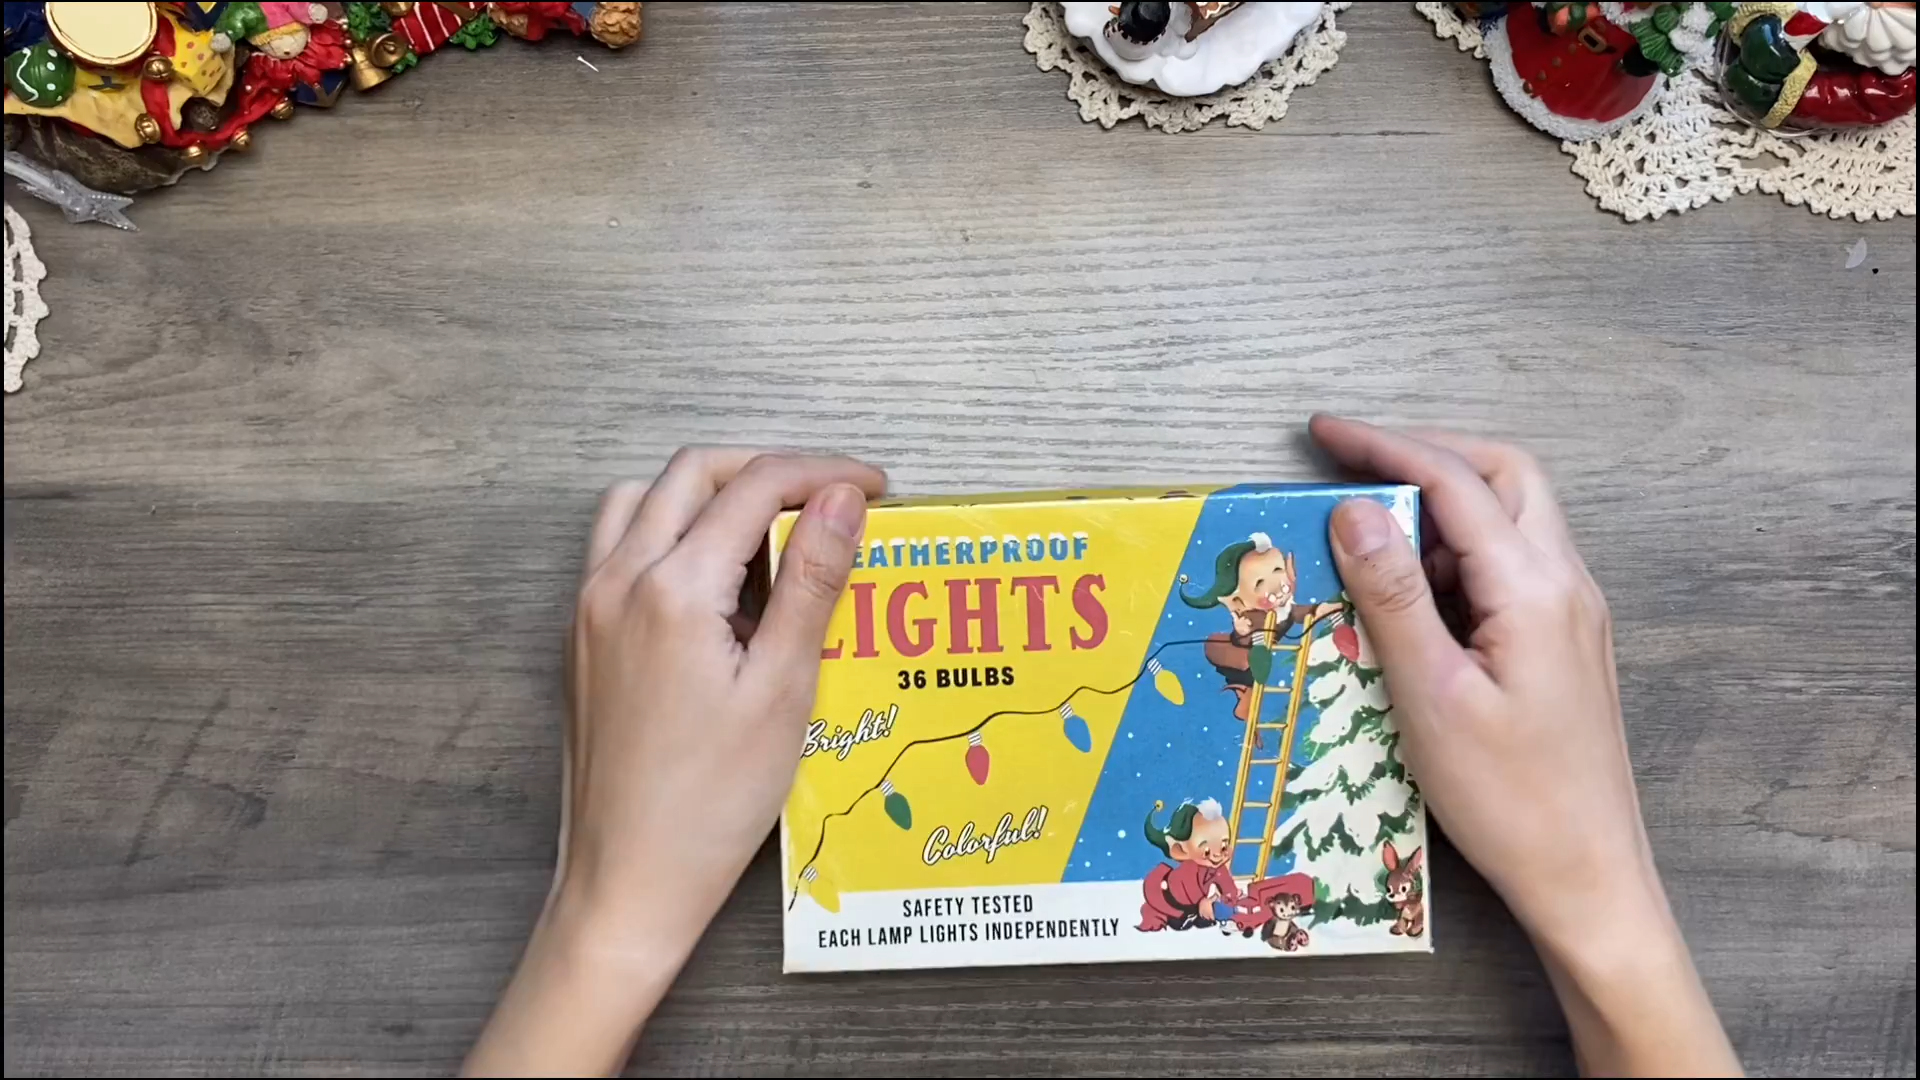 EATHERPROOF
LIGHTS
36 BULBS
Bright!
Colorful!
SAFETY TESTED
EACH LAMP LIGHTS INDEPENDENTLY